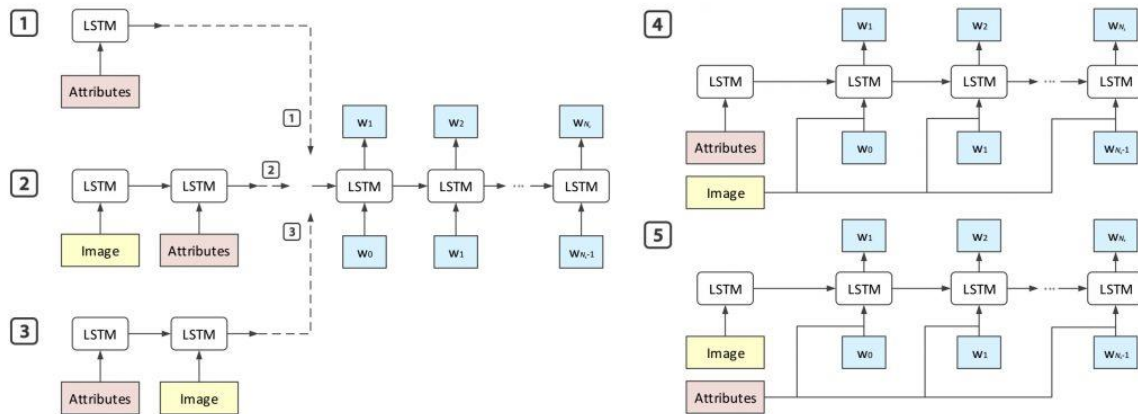 1
LSTM
Attributes
1
2
LSTM
LSTM
2
Image
Attributes
3
3
LSTM
LSTM
Attributes
Image
w1
w2
wNs
LSTM
LSTM
...
LSTM
w0
w1
wNs-1
4
w1
w2
wNs
LSTM
LSTM
LSTM
...
LSTM
Attributes
w0
w1
wNs-1
Image
5
w1
w2
wNs
LSTM
LSTM
LSTM
...
LSTM
Image
w0
w1
wNs-1
Attributes